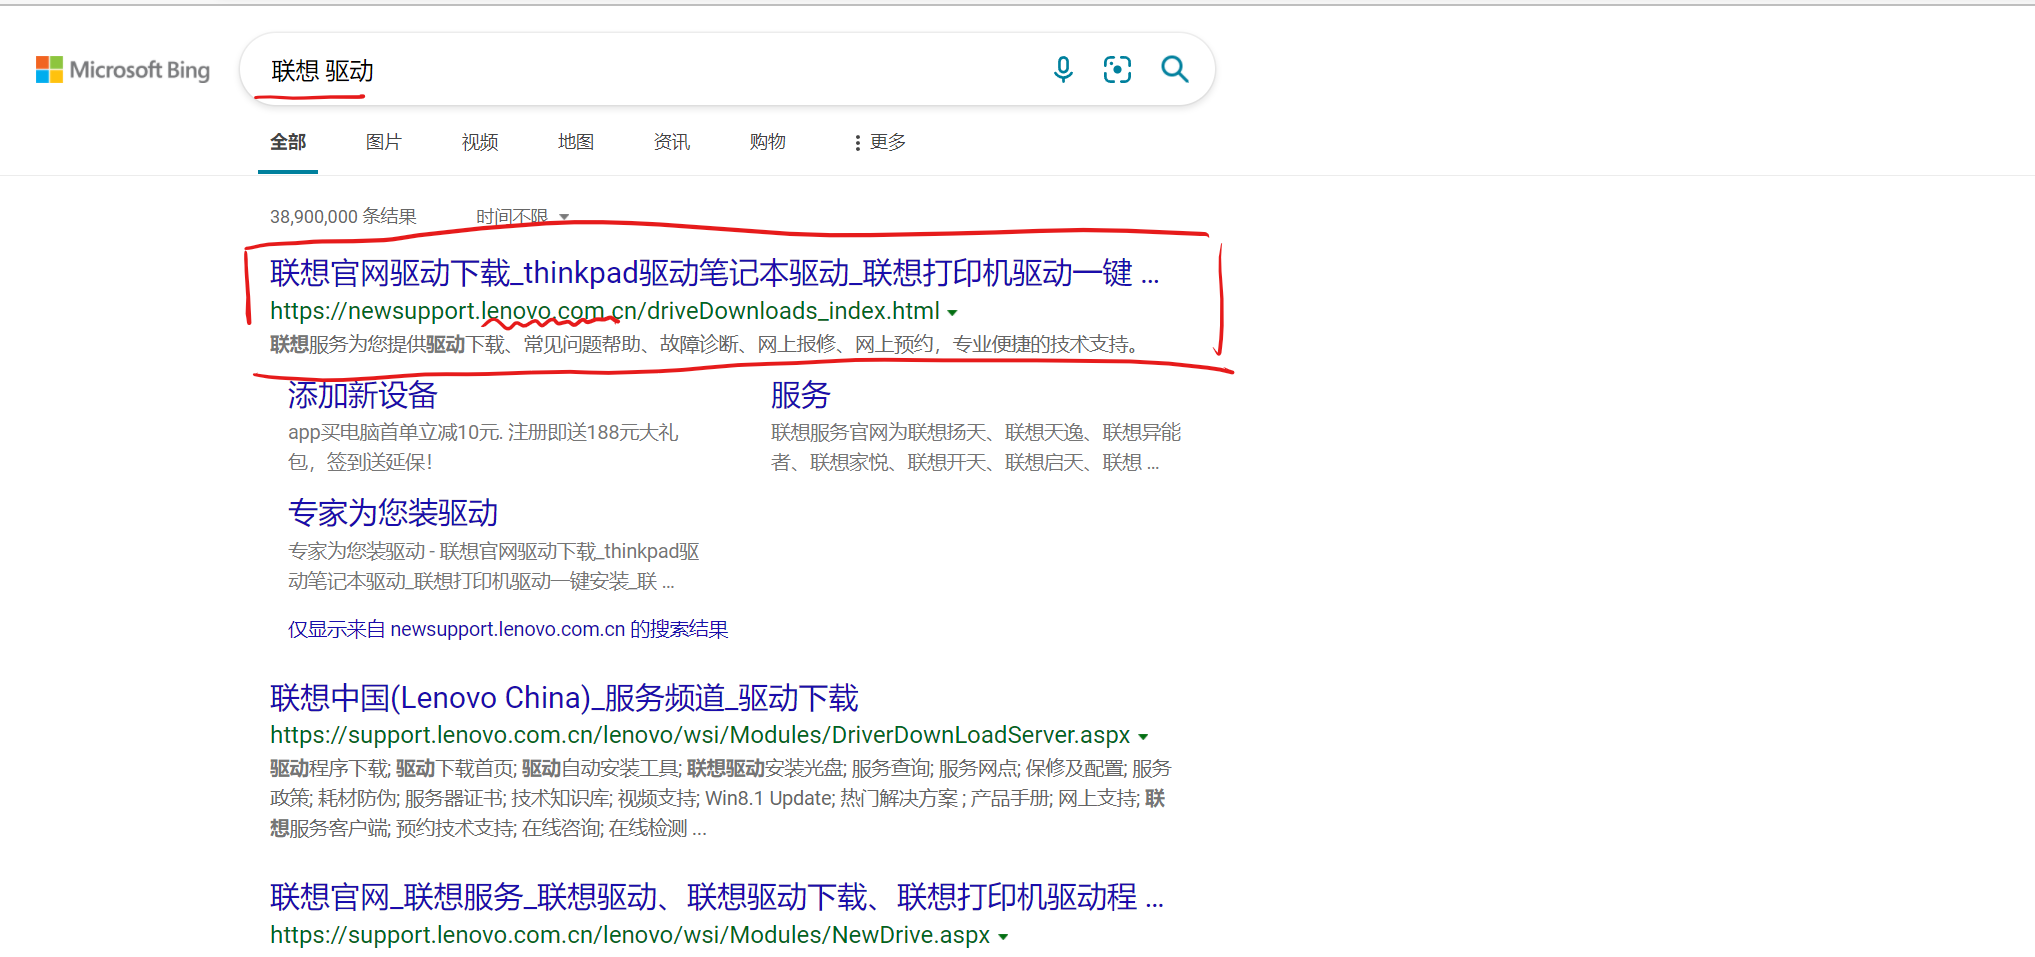 Microsoft Bing
联想 驱动
全部 图片 视频 地图 资讯 购物 更多
38,900,000 条结果 时间不限
联想官网驱动下载_thinkpad驱动笔记本驱动_联想打印机驱动一键 ...
https://newsupport.lenovo.com.cn/driveDownloads_index.html
联想服务为您提供驱动下载、常见问题帮助、故障诊断、网上报修、网上预约，专业便捷的技术支持。
添加新设备
app买电脑首单立减10元. 注册即送188元大礼
包，签到送延保！
服务
联想服务官网为联想扬天、联想天逸、联想异能
者、联想家悦、联想开天、联想启天、联想 ...
专家为您装驱动
专家为您装驱动 - 联想官网驱动下载_thinkpad驱
动笔记本驱动_联想打印机驱动一键安装_联 ...
仅显示来自 newsupport.lenovo.com.cn 的搜索结果
联想中国(Lenovo China)_服务频道_驱动下载
https://support.lenovo.com.cn/lenovo/wsi/Modules/DriverDownLoadServer.aspx
驱动程序下载; 驱动下载首页; 驱动自动安装工具; 联想驱动安装光盘; 服务查询; 服务网点; 保修及配置; 服务
政策; 耗材防伪; 服务器证书; 技术知识库; 视频支持; Win8.1 Update; 热门解决方案 ; 产品手册; 网上支持; 联
想服务客户端; 预约技术支持; 在线咨询; 在线检测 ...
联想官网_联想服务_联想驱动、联想驱动下载、联想打印机驱动程 ...
https://support.lenovo.com.cn/lenovo/wsi/Modules/NewDrive.aspx